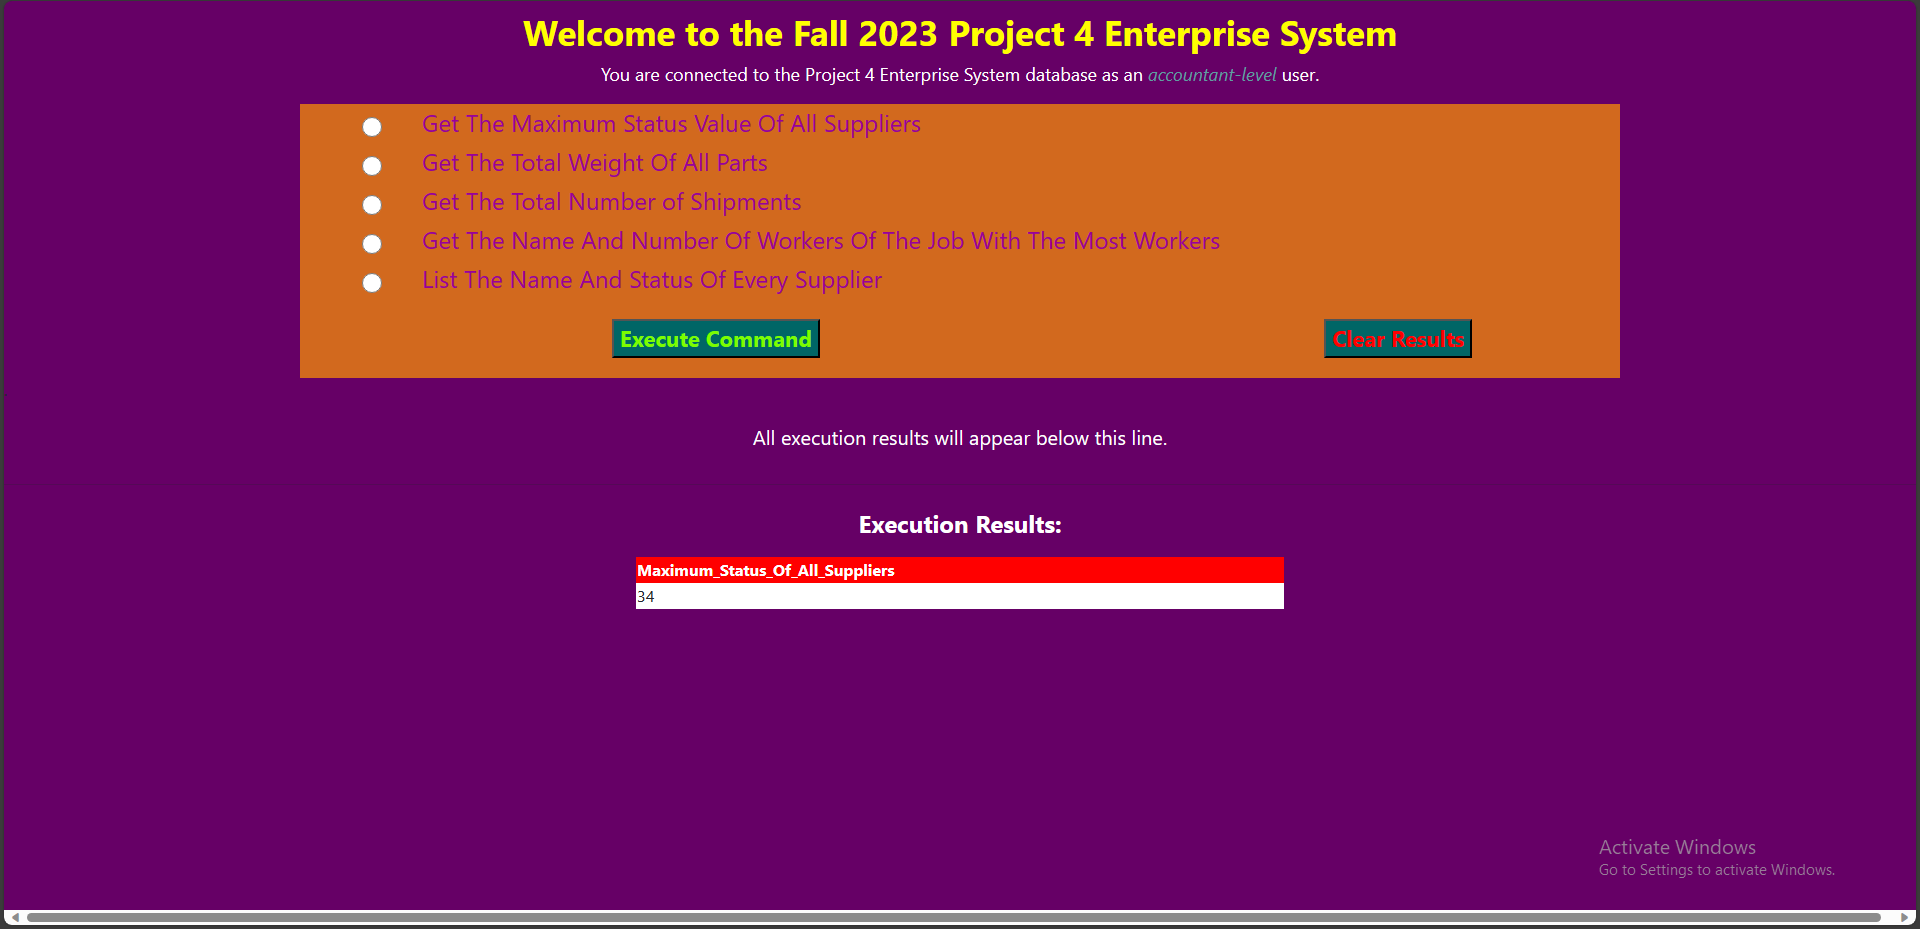 Welcome to the Fall 2023 Project 4 Enterprise System
You are connected to the Project 4 Enterprise System database as an accountant-level user.
Get The Maximum Status Value Of All Suppliers
Get The Total Weight Of All Parts
Get The Total Number of Shipments
Get The Name And Number Of Workers Of The Job With The Most Workers
List The Name And Status Of Every Supplier
Execute Command
Clear Results
All execution results will appear below this line.
Execution Results:
Maximum_Status_Of_All_Suppliers
34
Activate Windows
Go to Settings to activate Windows.